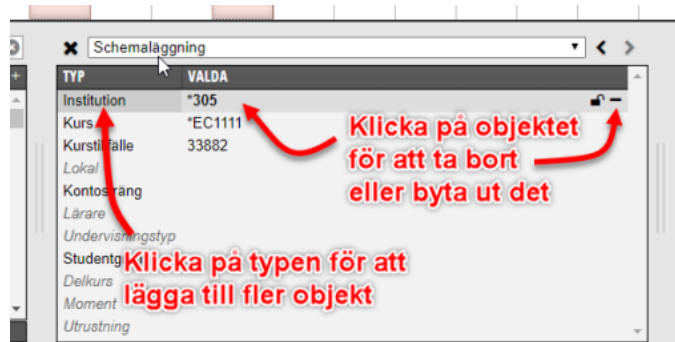 Schemaläggning
TYP VALDA
Institution *305
Kurs *EC1111
Kurstillfälle 33882
Lokal
Kontosträng
Lärare
Undervisningstyp
Delkurs
Moment
Utrustning
Klicka på objektet
för att ta bort
eller byta ut det
Klicka på typen för att
lägga till fler objekt